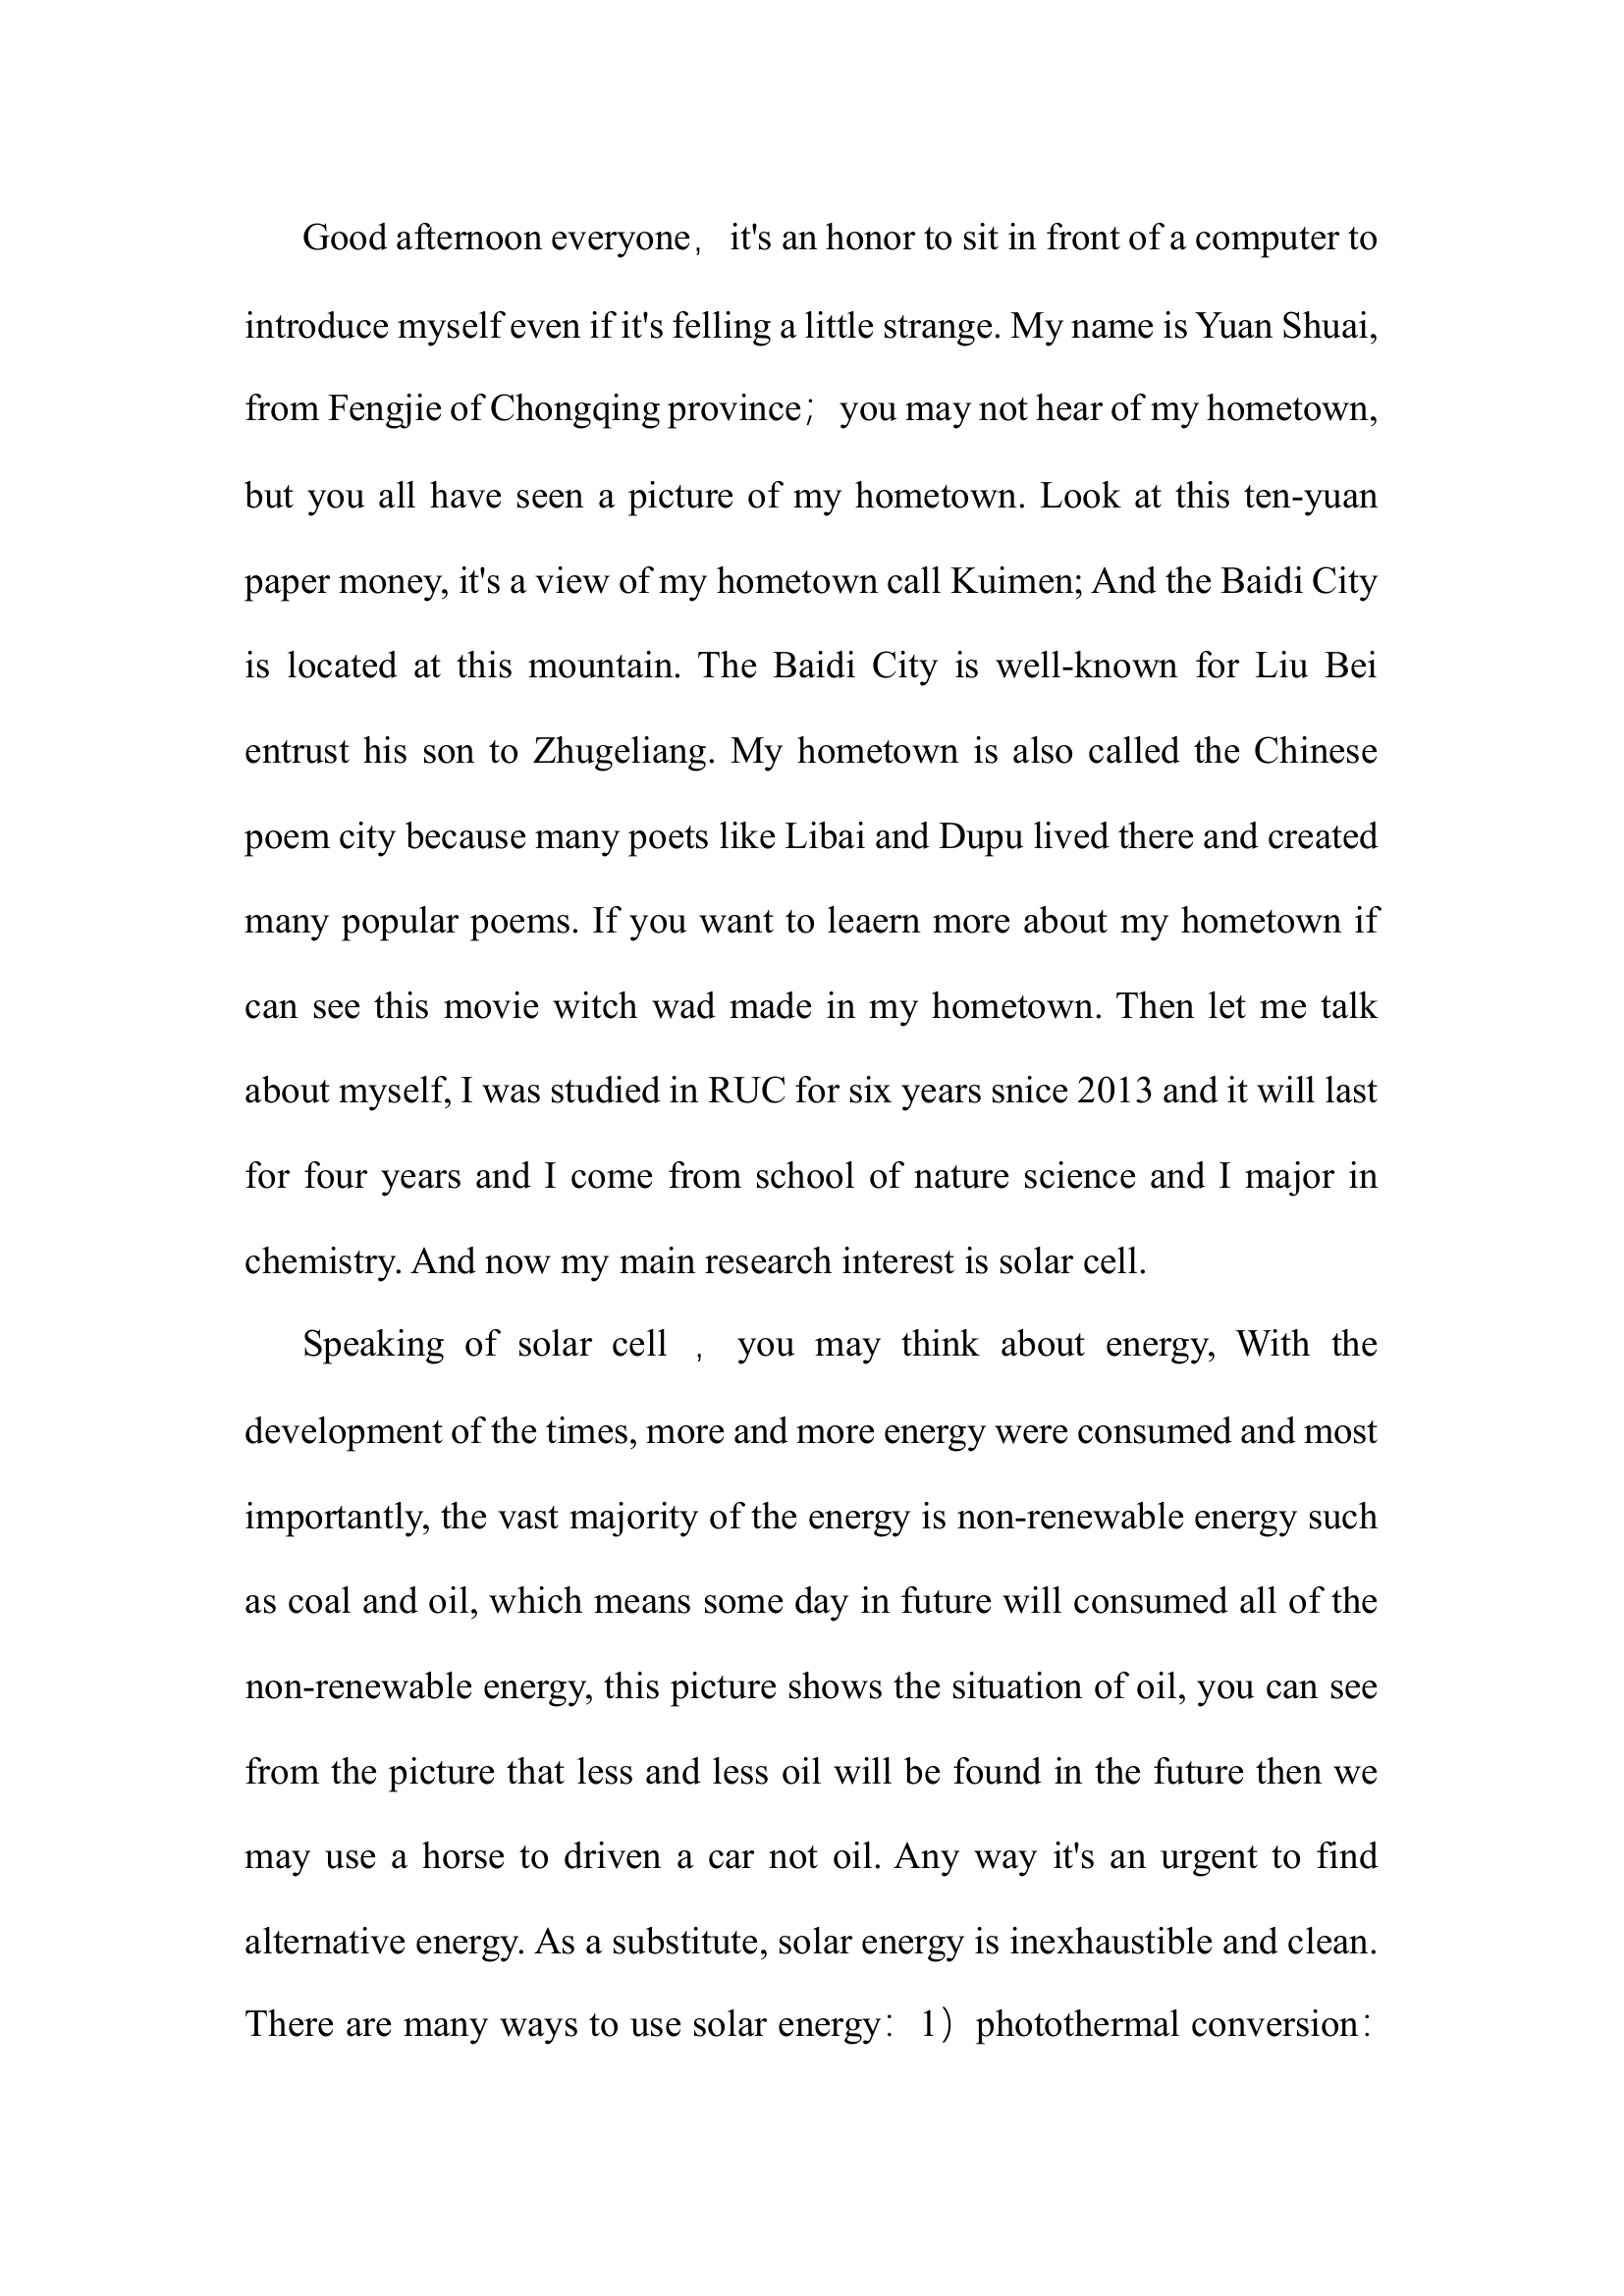 Good afternoon everyone，it's an honor to sit in front of a computer to
introduce myself even if it's felling a little strange. My name is Yuan Shuai,
from Fengjie of Chongqing province；you may not hear of my hometown,
but you all have seen a picture of my hometown. Look at this ten-yuan
paper money, it's a view of my hometown call Kuimen; And the Baidi City
is located at this mountain. The Baidi City is well-known for Liu Bei
entrust his son to Zhugeliang. My hometown is also called the Chinese
poem city because many poets like Libai and Dupu lived there and created
many popular poems. If you want to leaern more about my hometown if
can see this movie witch wad made in my hometown. Then let me talk
about myself, I was studied in RUC for six years snice 2013 and it will last
for four years and I come from school of nature science and I major in
chemistry. And now my main research interest is solar cell.
Speaking of solar cell，you may think about energy, With the
development of the times, more and more energy were consumed and most
importantly, the vast majority of the energy is non-renewable energy such
as coal and oil, which means some day in future will consumed all of the
non-renewable energy, this picture shows the situation of oil, you can see
from the picture that less and less oil will be found in the future then we
may use a horse to driven a car not oil. Any way it's an urgent to find
alternative energy. As a substitute, solar energy is inexhaustible and clean.
There are many ways to use solar energy：1）photothermal conversion：